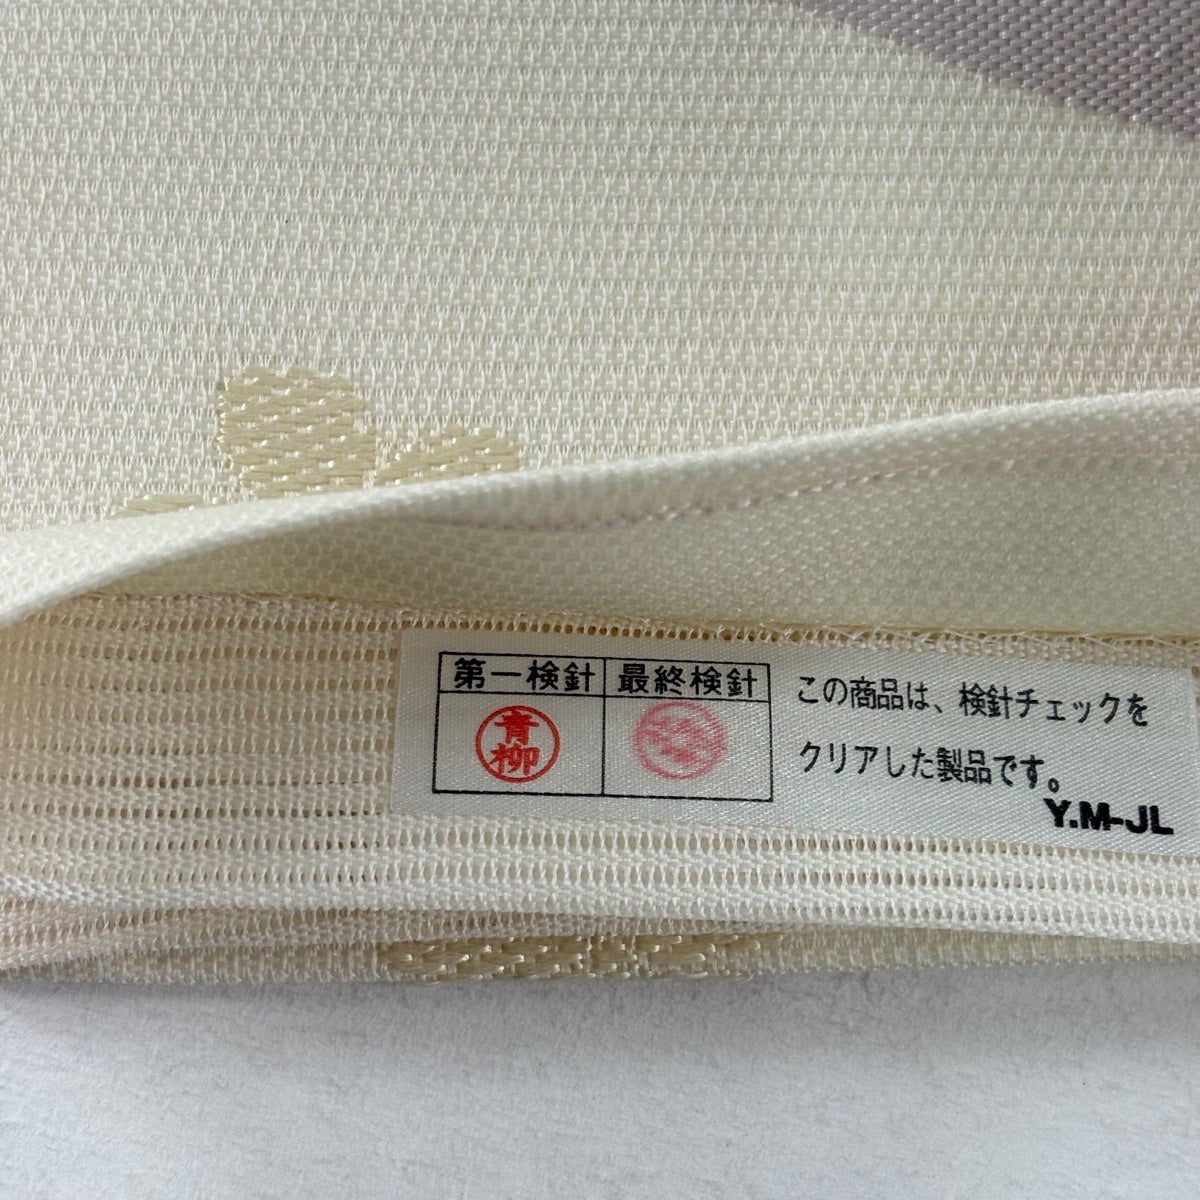 第一検針 最終検針
青柳
この商品は、検針チェックを
クリアした製品です。
Y.M-JL